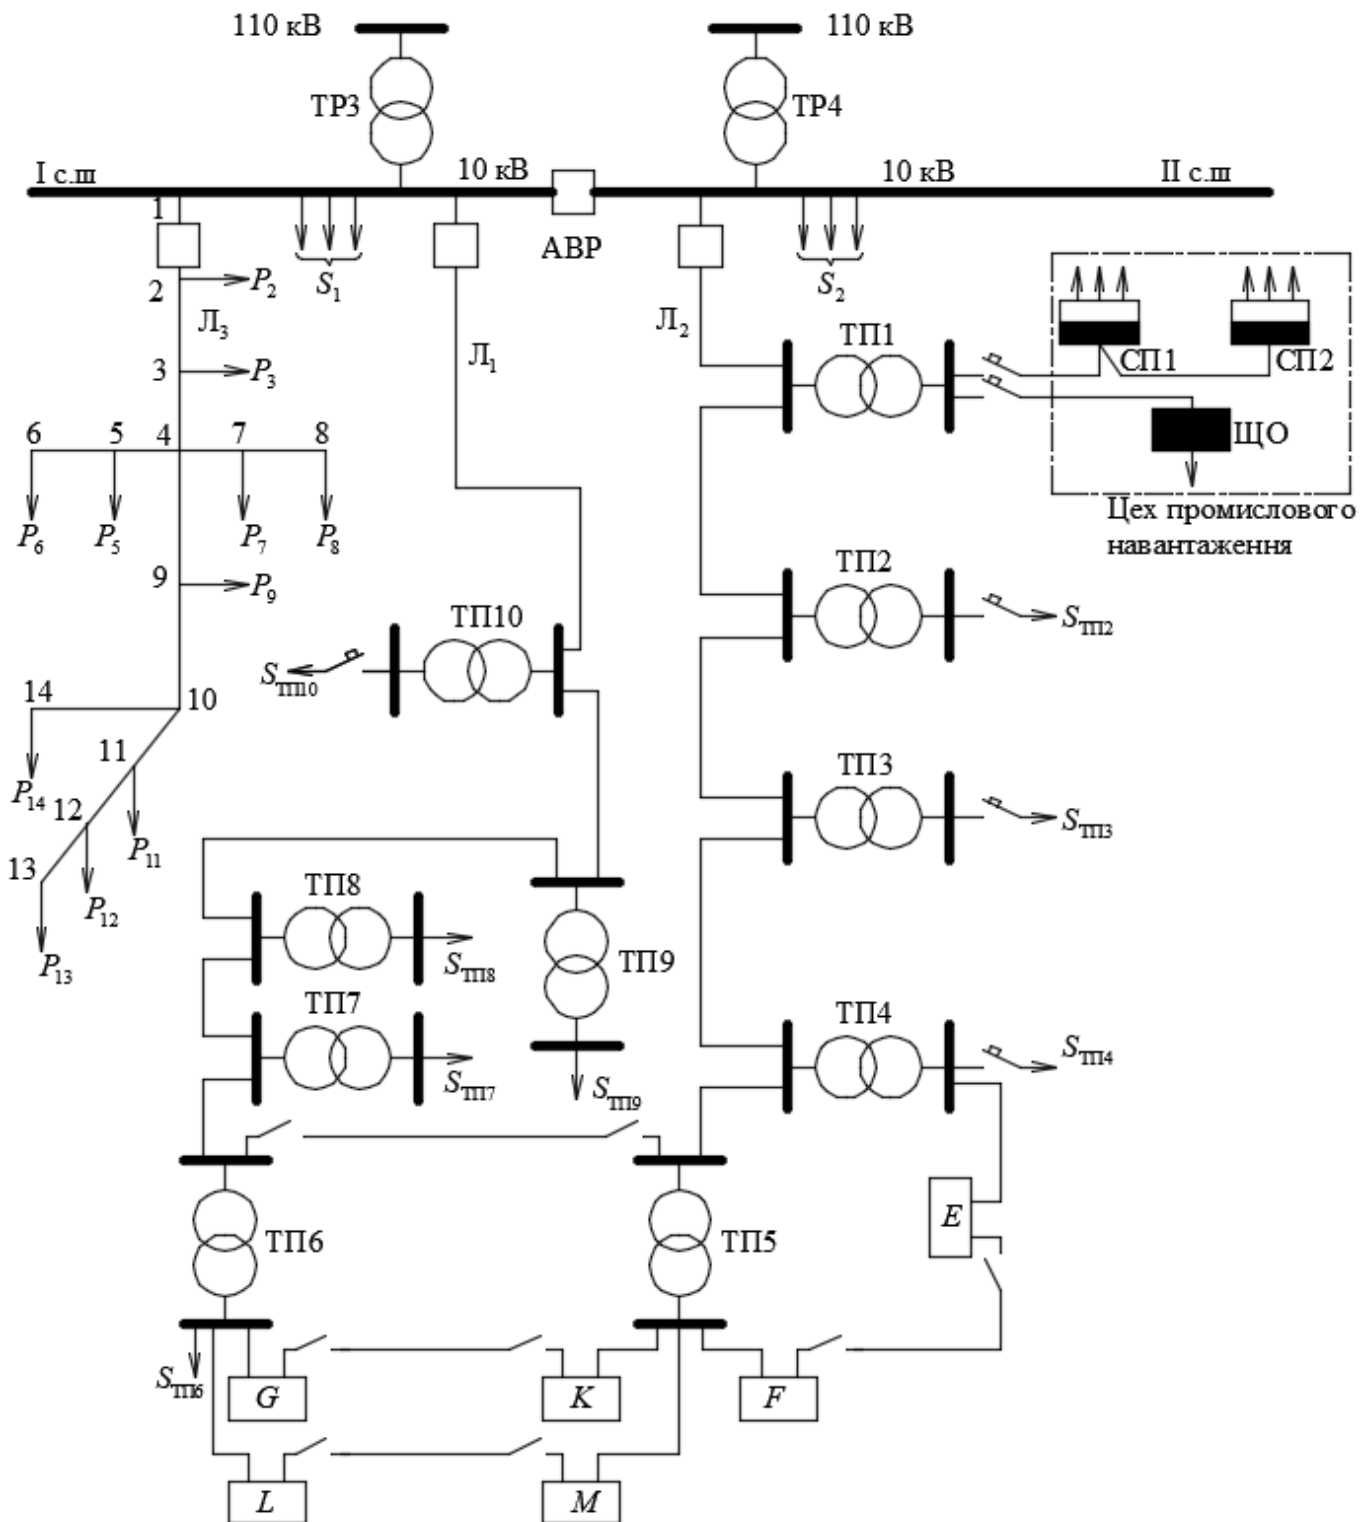 110 кВ
110 кВ
ТР3
ТР4
I с.ш
10 кВ
10 кВ
II с.ш
1
АВР
2
P2
S1
S2
Л3
Л2
ТП1
СП1
СП2
Л1
3
P3
6
5
4
7
8
ЩО
P6
P5
P7
P8
Цех промислового
навантаження
9
P9
ТП2
ТП10
SТП2
SТП10
14
10
11
ТП3
P14
12
SТП3
13
P11
ТП8
P12
ТП9
P13
SТП8
ТП7
ТП4
SТП4
SТП7
SТП9
E
ТП6
ТП5
SТП6
G
K
F
L
M